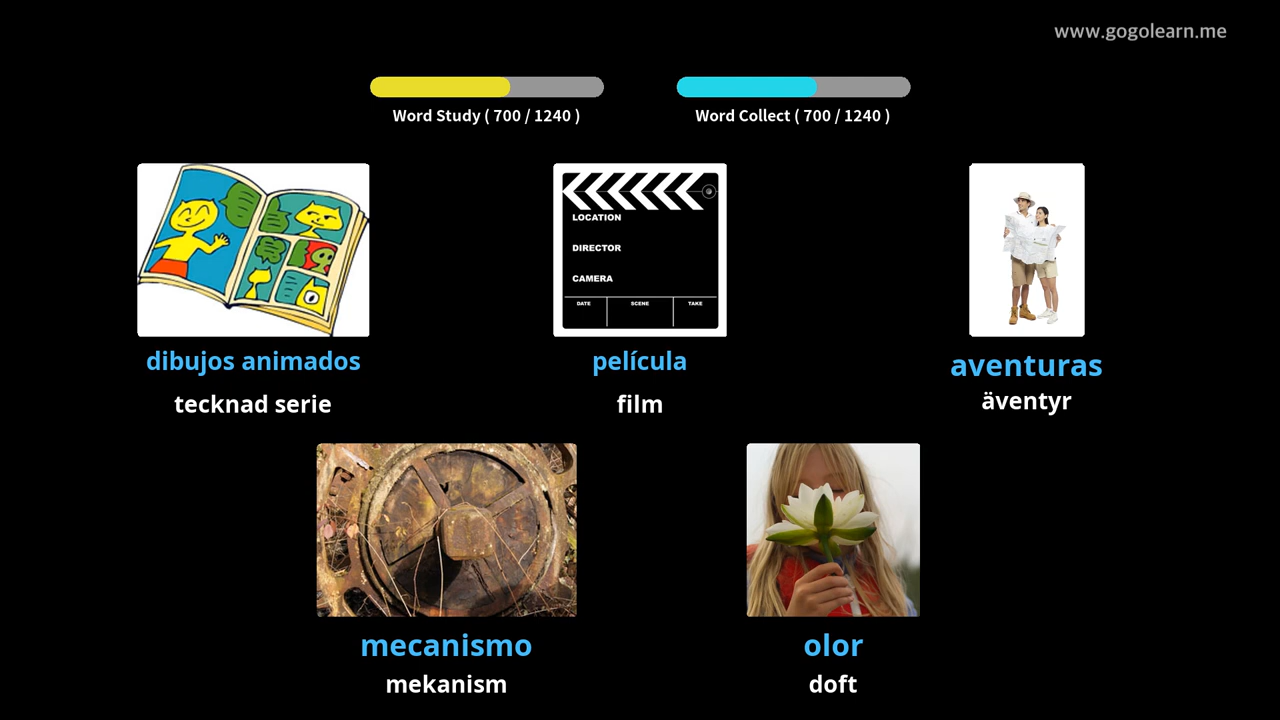 www.gogolearn.me
Word Study ( 700 / 1240 )
Word Collect ( 700 / 1240 )
LOCATION
DIRECTOR
CAMERA
DATE
SCENE
TAKE
dibujos animados
película
aventuras
tecknad serie
film
äventyr
mecanismo
olor
mekanism
doft